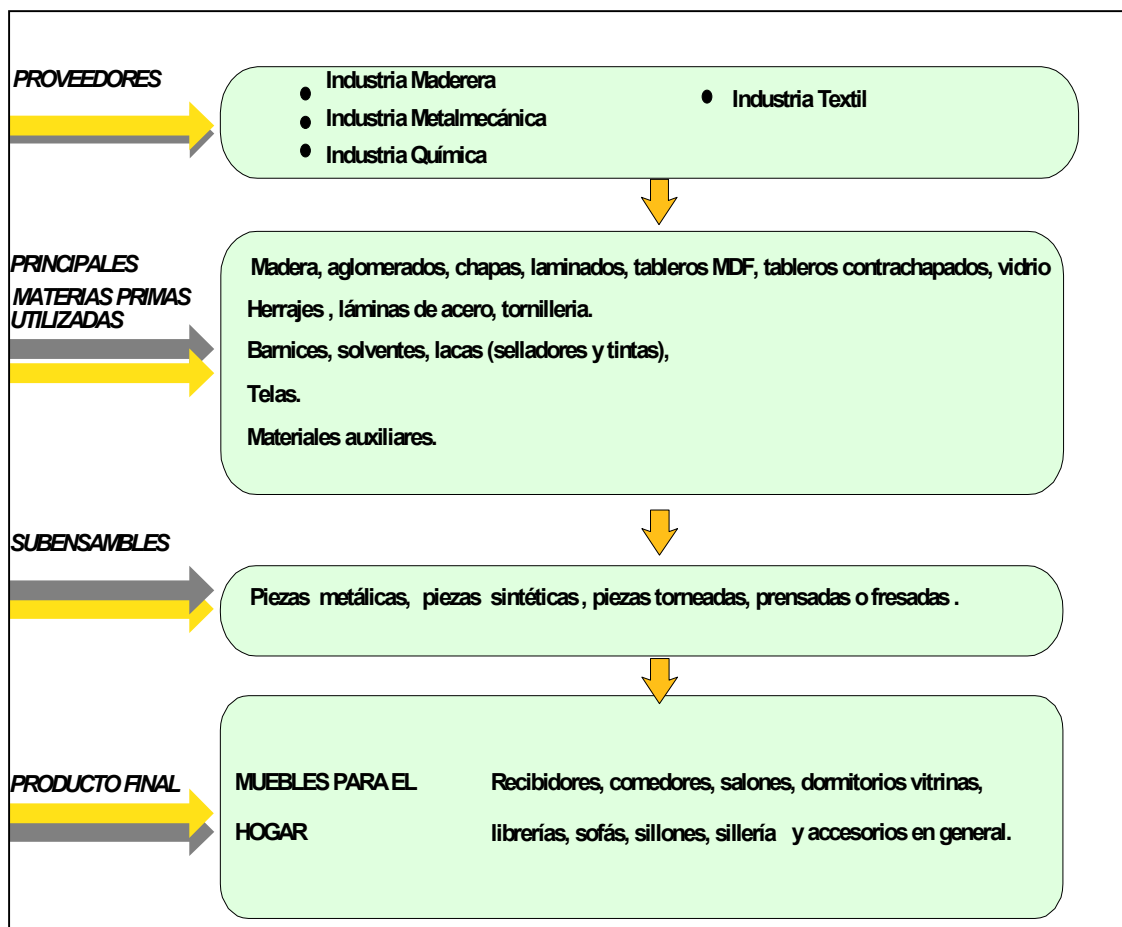 PROVEEDORES
Industria Maderera
Industria Metalmecánica
Industria Química
Industria Textil
PRINCIPALES
MATERIAS PRIMAS
UTILIZADAS
Madera, aglomerados, chapas, laminados, tableros MDF, tableros contrachapados, vidrio
Herrajes , láminas de acero, tornilleria.
Barnices, solventes, lacas (selladores y tintas),
Telas.
Materiales auxiliares.
SUBENSAMBLES
Piezas metálicas, piezas sintéticas , piezas torneadas, prensadas o fresadas .
PRODUCTO FINAL
MUEBLES PARA EL
HOGAR
Recibidores, comedores, salones, dormitorios vitrinas,
librerías, sofás, sillones, sillería y accesorios en general.